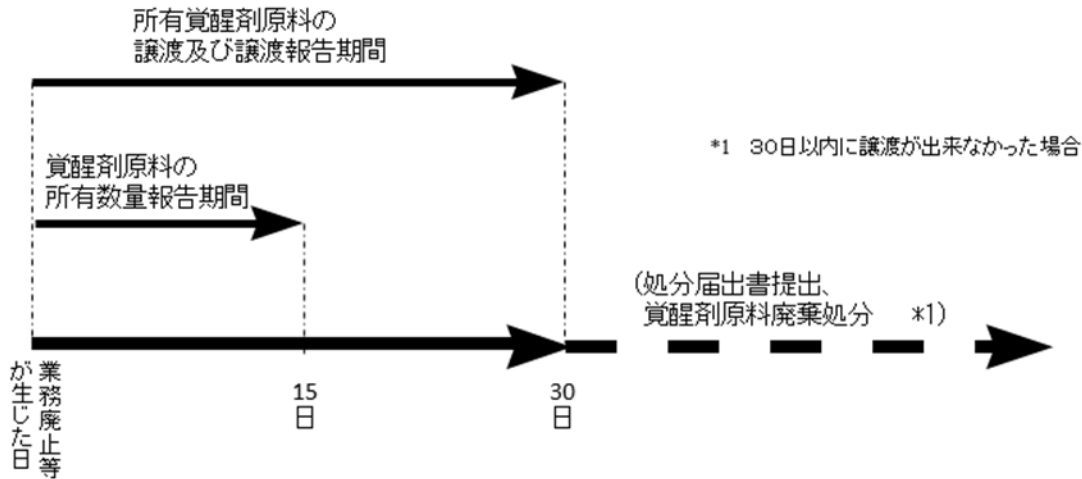 所有覚醒剤原料の
譲渡及び譲渡報告期間
*1 30日以内に譲渡が出来なかった場合
覚醒剤原料の
所有数量報告期間
(処分届出書提出、
覚醒剤原料廃棄処分 *1)
業務廃止等
が生じた日
15
日
30
日